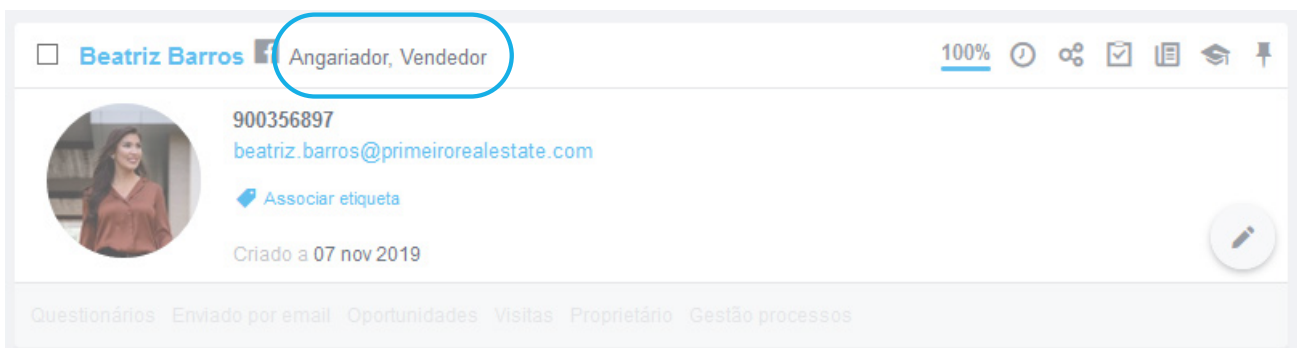 Beatriz Barros f Angariador, Vendedor 100%
900356897
beatriz.barros@primeirorealestate.com
Associar etiqueta
Criado a 07 nov 2019
Questionários Enviado por email Oportunidades Visitas Proprietário Gestão processos